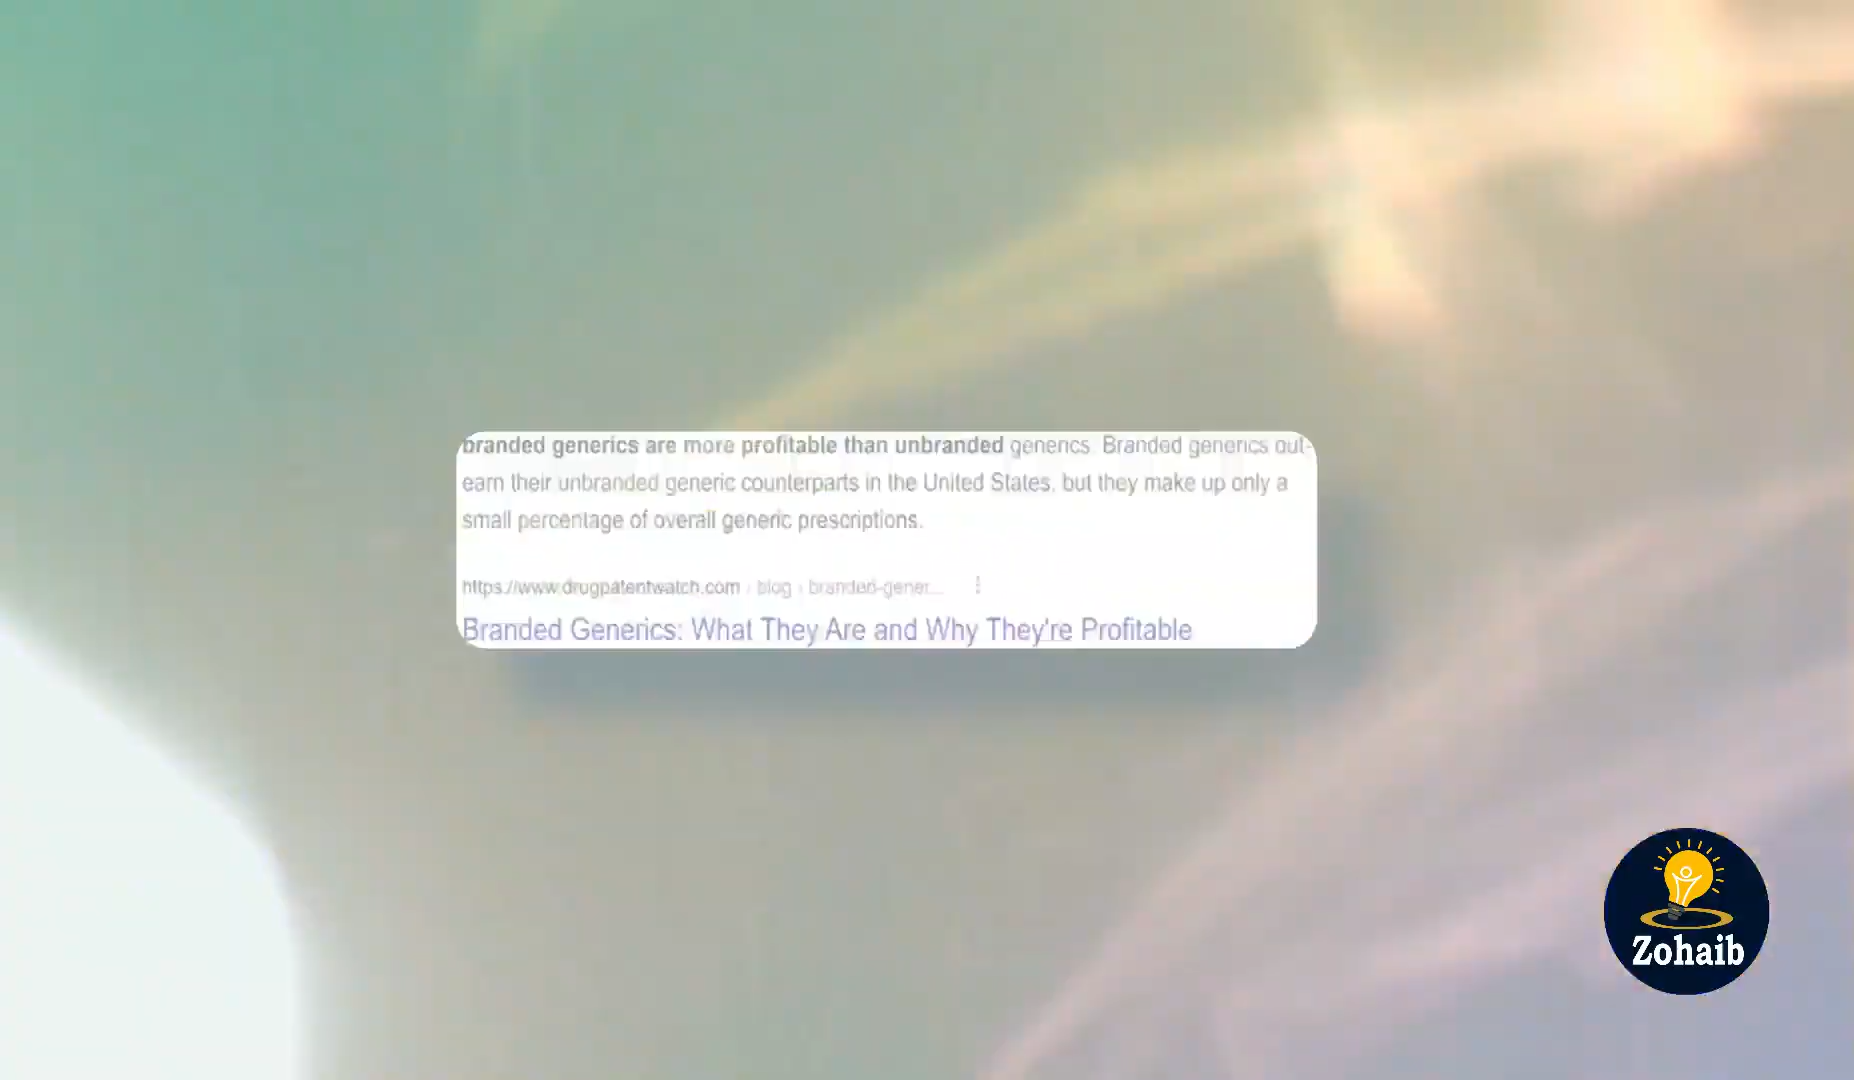 branded generics are more profitable than unbranded generics. Branded generics out-
earn their unbranded generic counterparts in the United States, but they make up only a
small percentage of overall generic prescriptions.
https://www.drugpatentwatch.com › blog › branded-gener...
Branded Generics: What They Are and Why They're Profitable
Zohaib